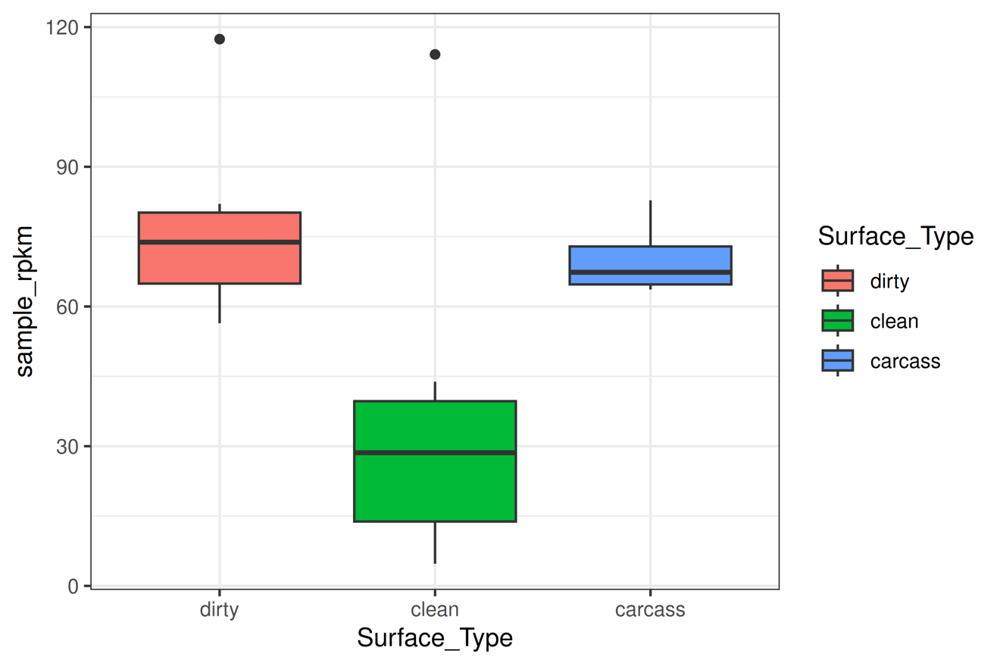 120
90
60
30
0
sample_rpkm
dirty
clean
carcass
Surface_Type
Surface_Type
dirty
clean
carcass